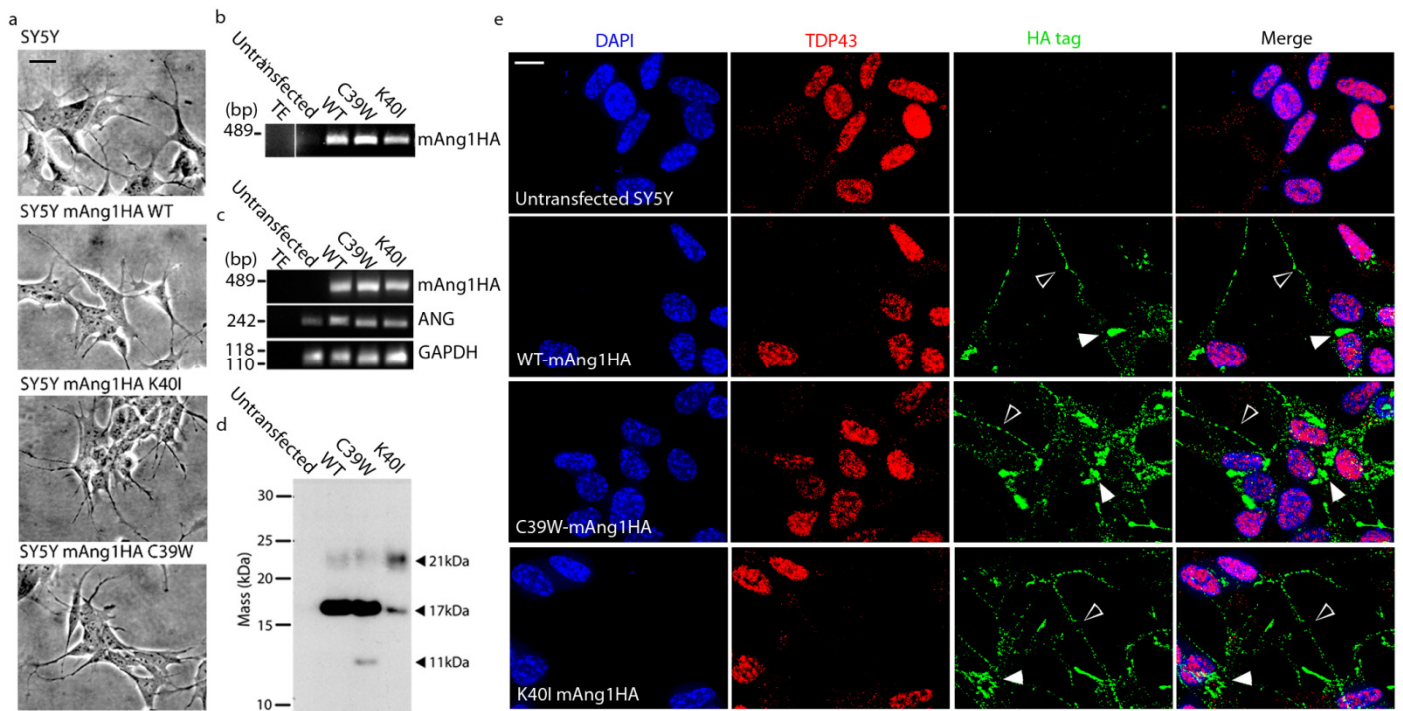 a
SY5Y
SY5Y mAng1HA WT
SY5Y mAng1HA K40I
SY5Y mAng1HA C39W
b
Untransfected
(bp) TE WT C39W K40I
489 mAng1HA
c
Untransfected
(bp) TE WT C39W K40I
489 mAng1HA
242 ANG
118 GAPDH
110
d
Untransfected
WT C39W K40I
Mass (kDa)
30
25
21kDa
20
17kDa
15
11kDa
10
e
DAPI TDP43 HA tag Merge
Untransfected SY5Y
WT-mAng1HA
C39W-mAng1HA
K40I mAng1HA